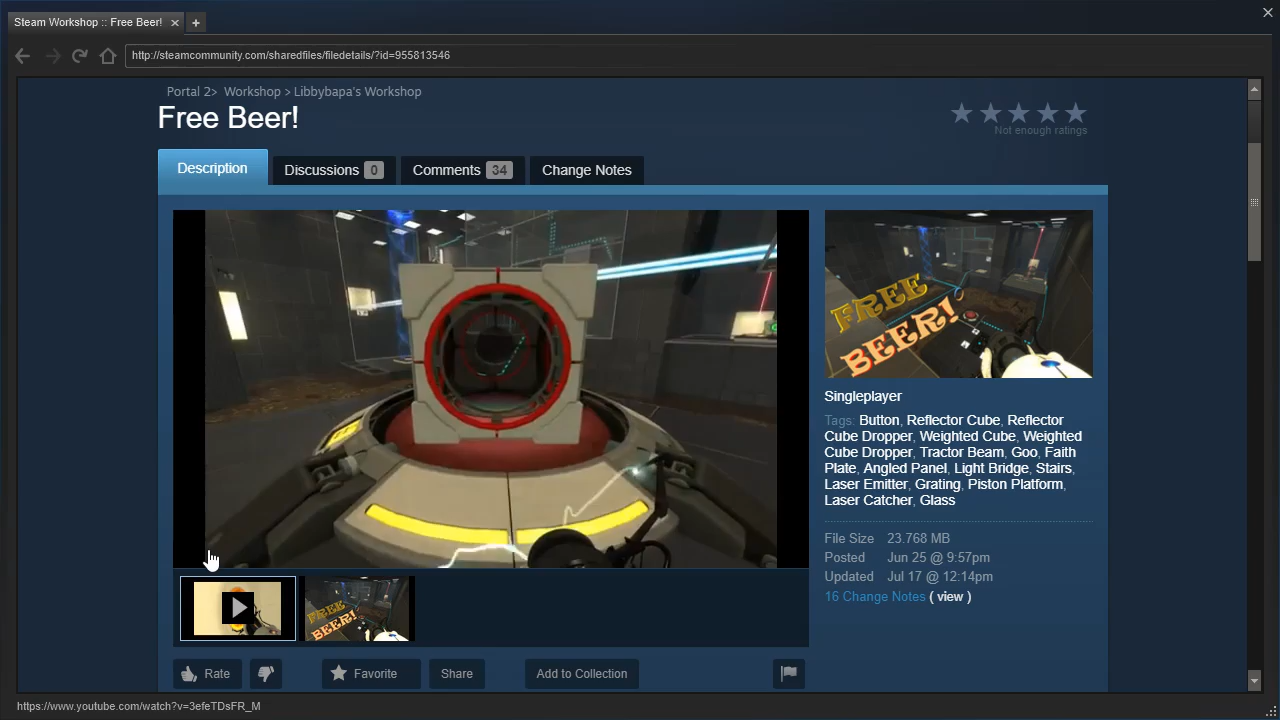 Steam Workshop :: Free Beer!
http://steamcommunity.com/sharedfiles/filedetails/?id=955813546
Portal 2> Workshop > Libbybapa's Workshop
Free Beer!
Not enough ratings
Description
Discussions 0
Comments 34
Change Notes
FREE
BEER!
Singleplayer
Tags: Button, Reflector Cube, Reflector
Cube Dropper, Weighted Cube, Weighted
Cube Dropper, Tractor Beam, Goo, Faith
Plate, Angled Panel, Light Bridge, Stairs,
Laser Emitter, Grating, Piston Platform,
Laser Catcher, Glass
File Size 23.768 MB
Posted Jun 25 @ 9:57pm
Updated Jul 17 @ 12:14pm
16 Change Notes ( view )
FREE
BEER!
Rate
Favorite
Share
Add to Collection
https://www.youtube.com/watch?v=3efeTDsFR_M